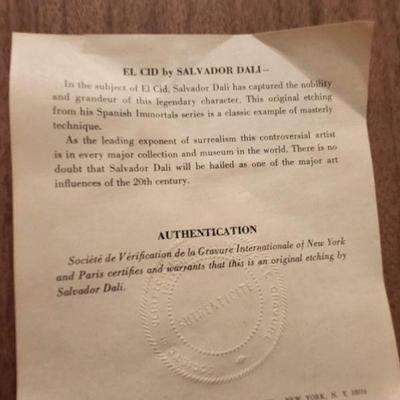 EL CID by SALVADOR DALI—
In the subject of El Cid, Salvador Dali has captured the nobility
and grandeur of this legendary character. This original etching
from his Spanish Immortals series is a classic example of masterly
technique.
As the leading exponent of surrealism this controversial artist
is in every major collection and museum in the world. There is no
doubt that Salvador Dali will be hailed as one of the major art
influences of the 20th century.
AUTHENTICATION
Société de Vérification de la Gravure Internationale of New York
and Paris certifies and warrants that this is an original etching by
Salvador Dali.
NEW YORK, N. Y.